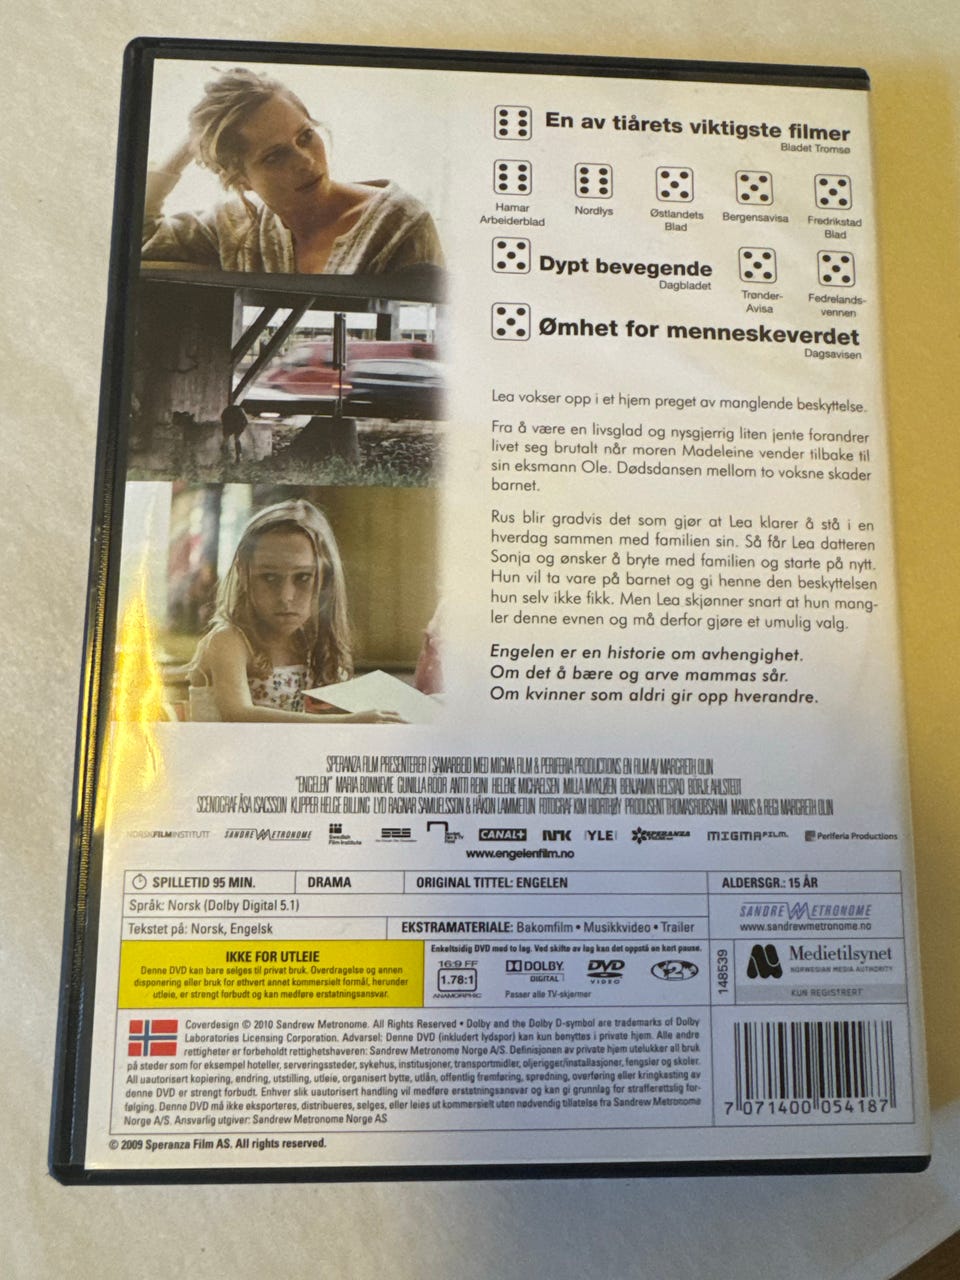 En av tiårets viktigste filmer
Bladet Tromsø
Hamar
Arbeiderblad
Nordlys
Østlandets
Blad
Bergensavisa
Fredrikstad
Blad
Dypt bevegende
Dagbladet
Trønder-
Avisa
Fedrelands-
vennen
Ømhet for menneskeverdet
Dagsavisen
Lea vokser opp i et hjem preget av manglende beskyttelse.
Fra å være en livsglad og nysgjerrig liten jente forandrer
livet seg brutalt når moren Madeleine vender tilbake til
sin eksmann Ole. Dødsdansen mellom to voksne skader
barnet.
Rus blir gradvis det som gjør at Lea klarer å stå i en
hverdag sammen med familien sin. Så får Lea datteren
Sonja og ønsker å bryte med familien og starte på nytt.
Hun vil ta vare på barnet og gi henne den beskyttelsen
hun selv ikke fikk. Men Lea skjønner snart at hun mang-
ler denne evnen og må derfor gjøre et umulig valg.
Engelen er en historie om avhengighet.
Om det å bære og arve mammas sår.
Om kvinner som aldri gir opp hverandre.
SPERANZA FILM PRESENTERER I SAMARBEID MED MIGMA FILM & PERIFERIA PRODUCTIONS EN FILM AV MARGRETH OLIN
"ENGELEN" MARIA BONNEVIE GUNILLA RÖÖR ANTTI REINI HELENE MICHAELSEN MILLA MYKLAND BENJAMIN HELSTAD BÖRJE AHLSTEDT
SCENOGRAF ÅSA ISACSSON KLIPPER HELGE BILLING LYD RAGNAR SAMUELSSON & HÅKON LAMMETUN FOTOGRAF KIM HIORTHØY PRODUSENT THOMAS ROBSAHM MANUS & REGI MARGRETH OLIN
NORSKFILMINSTITUTT SANDREW METRONOME Swedish Film Institute SES CANAL+ NRK YLE SPERANZA MIGMA FILM. Periferia Productions
www.engelenfilm.no
SPILLETID 95 MIN. DRAMA ORIGINAL TITTEL: ENGELEN ALDERSGR.: 15 ÅR
Språk: Norsk (Dolby Digital 5.1)
SANDREW METRONOME
www.sandrewmetronome.no
Tekstet på: Norsk, Engelsk EKSTRAMATERIALE: Bakomfilm • Musikkvideo • Trailer
IKKE FOR UTLEIE
Denne DVD kan bare selges til privat bruk. Overdragelse og annen
disponering eller bruk for ethvert annet kommersielt formål, herunder
utleie, er strengt forbudt og kan medføre erstatningsansvar.
Enkeltsidig DVD med to lag. Ved skifte av lag kan det oppstå en kort pause.
16:9 FF
1.78:1
ANAMORPHIC
DOLBY
DIGITAL
DVD
VIDEO
2
Passer alle TV-skjermer
148539
Medietilsynet
NORWEGIAN MEDIA AUTHORITY
KUN REGISTRERT
Coverdesign © 2010 Sandrew Metronome. All Rights Reserved • Dolby and the Dolby D-symbol are trademarks of Dolby
Laboratories Licensing Corporation. Advarsel: Denne DVD (inkludert lydspor) kan kun benyttes i private hjem. Alle andre
rettigheter er forbeholdt rettighetshaveren: Sandrew Metronome Norge A/S. Definisjonen av private hjem utelukker all bruk
på steder som for eksempel hoteller, serveringssteder, sykehus, institusjoner, transportmidler, oljerigger/installasjoner, fengsler og skoler.
All uautorisert kopiering, endring, utstilling, utleie, organisert bytte, utlån, offentlig fremføring, spredning, overføring eller kringkasting av
denne DVD er strengt forbudt. Enhver slik uautorisert handling vil medføre erstatningsansvar og kan gi grunnlag for strafferettslig for-
følging. Denne DVD må ikke eksporteres, distribueres, selges, eller leies ut kommersielt uten nødvendig tillatelse fra Sandrew Metronome
Norge A/S. Ansvarlig utgiver: Sandrew Metronome Norge AS
7 071400 054187
© 2009 Speranza Film AS. All rights reserved.